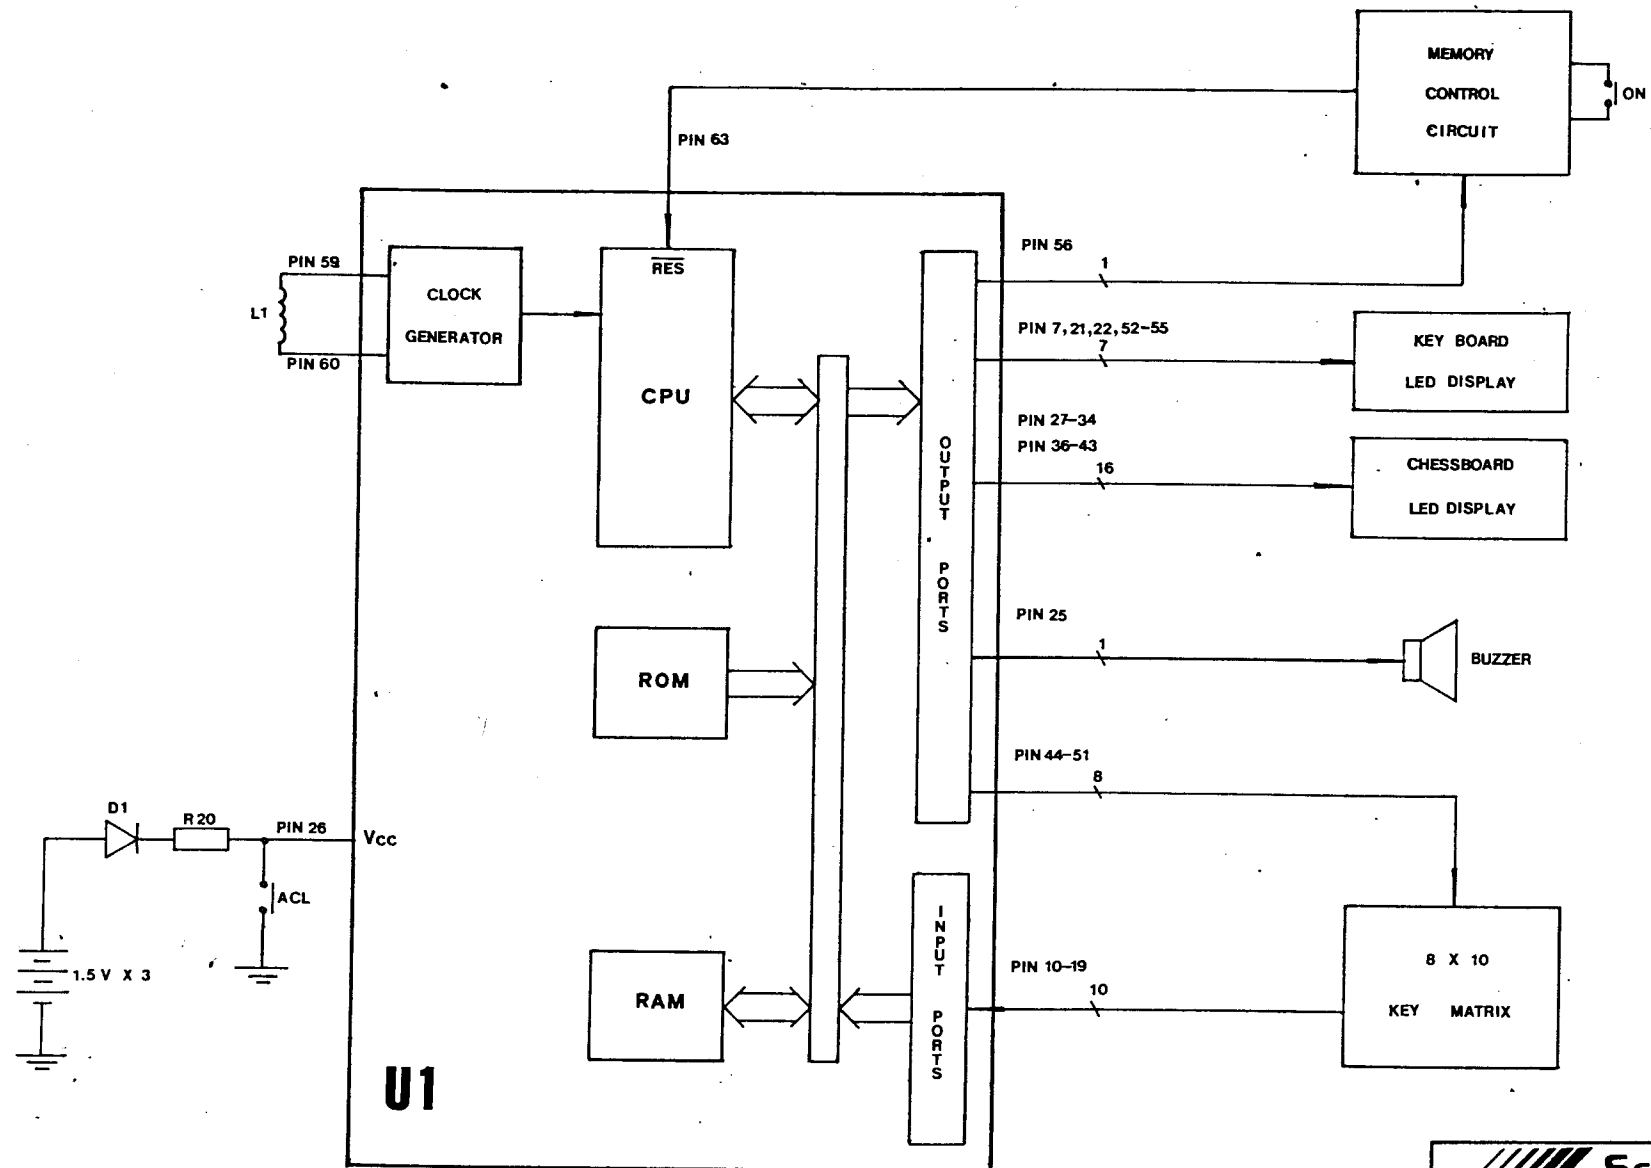 MEMORY
CONTROL
CIRCUIT
ON
PIN 63
PIN 59
L1
PIN 60
CLOCK
GENERATOR
RES
CPU
PIN 56
1
PIN 7,21,22,52-55
7
KEY BOARD
LED DISPLAY
PIN 27-34
PIN 36-43
16
CHESSBOARD
LED DISPLAY
OUTPUT PORTS
PIN 25
1
BUZZER
ROM
PIN 44-51
8
D1
R20
PIN 26
Vcc
ACL
1.5 V X 3
INPUT PORTS
PIN 10-19
10
8 X 10
KEY MATRIX
RAM
U1